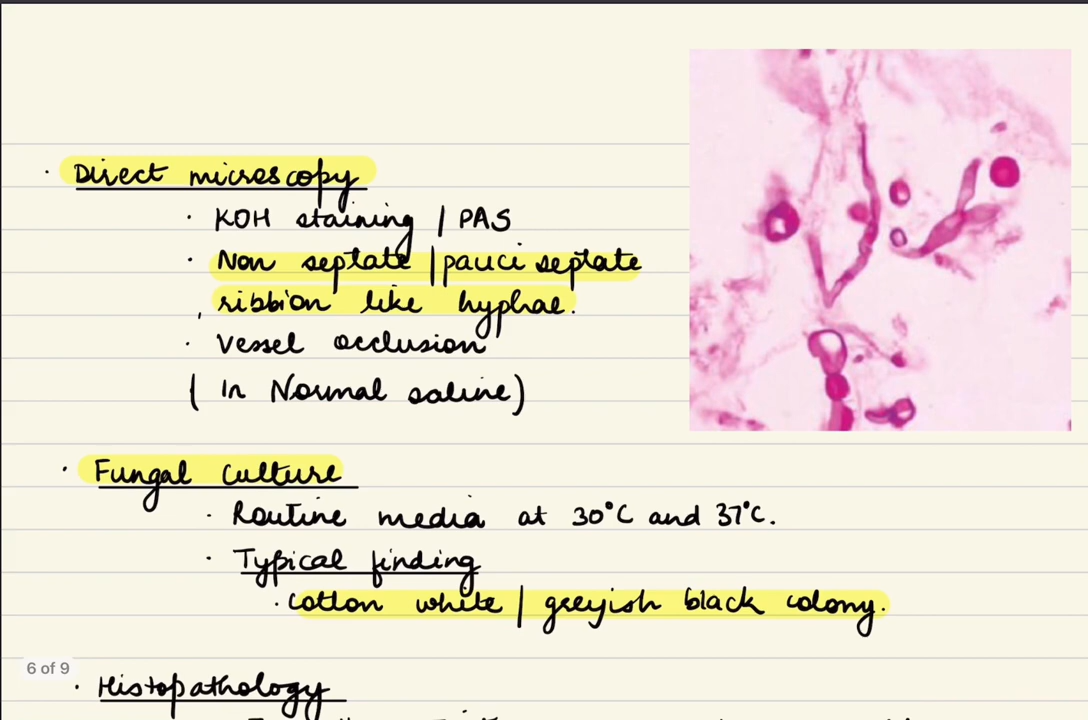 · Direct microscopy
· KOH staining | PAS
· Non septate | pauci septate
ribbion like hyphae.
· Vessel occlusion
( In Normal saline)
· Fungal culture
· Routine media at 30°C and 37°C.
· Typical finding
· Cotton white | greyish black colony.
6 of 9
· Histopathology